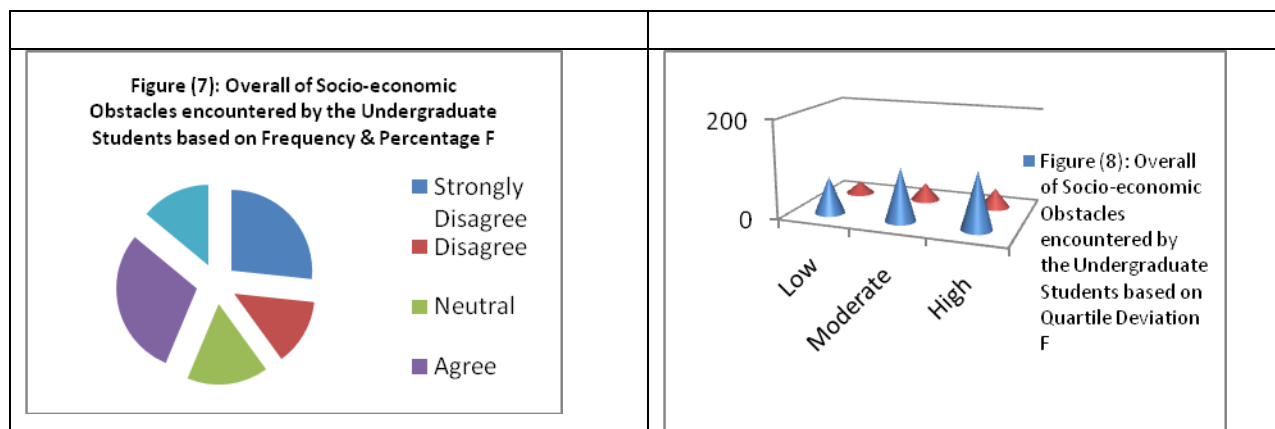 Figure (7): Overall of Socio-economic
Obstacles encountered by the Undergraduate
Students based on Frequency & Percentage F
Strongly
Disagree
Disagree
Neutral
Agree
200
0
Low
Moderate
High
Figure (8): Overall
of Socio-economic
Obstacles
encountered by
the Undergraduate
Students based on
Quartile Deviation
F